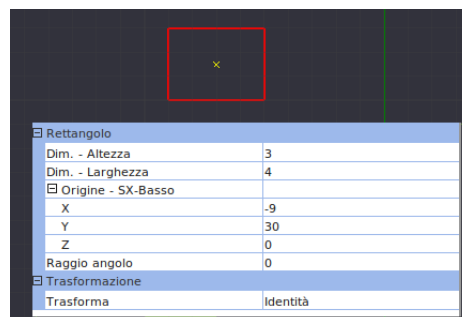 Rettangolo
Dim. - Altezza 3
Dim. - Larghezza 4
Origine - SX-Basso
X -9
Y 30
Z 0
Raggio angolo 0
Trasformazione
Trasforma Identità